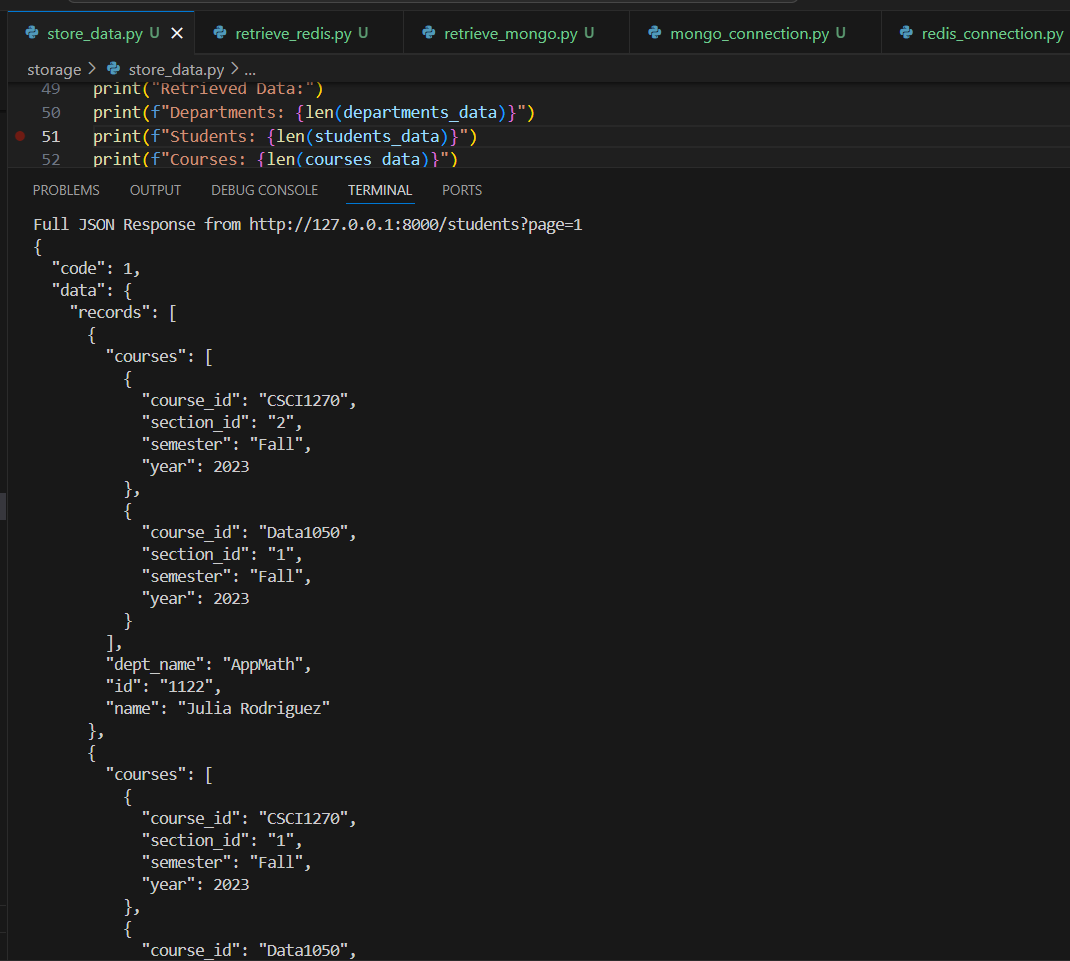 store_data.py U
retrieve_redis.py U
retrieve_mongo.py U
mongo_connection.py U
redis_connection.py
storage > store_data.py > ...
49 print("Retrieved Data:")
50 print(f"Departments: {len(departments_data)}")
51 print(f"Students: {len(students_data)}")
52 print(f"Courses: {len(courses_data)}")
PROBLEMS OUTPUT DEBUG CONSOLE TERMINAL PORTS
Full JSON Response from http://127.0.0.1:8000/students?page=1
{
"code": 1,
"data": {
"records": [
{
"courses": [
{
"course_id": "CSCI1270",
"section_id": "2",
"semester": "Fall",
"year": 2023
},
{
"course_id": "Data1050",
"section_id": "1",
"semester": "Fall",
"year": 2023
}
],
"dept_name": "AppMath",
"id": "1122",
"name": "Julia Rodriguez"
},
{
"courses": [
{
"course_id": "CSCI1270",
"section_id": "1",
"semester": "Fall",
"year": 2023
},
{
"course_id": "Data1050",